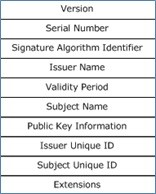 Version
Serial Number
Signature Algorithm Identifier
Issuer Name
Validity Period
Subject Name
Public Key Information
Issuer Unique ID
Subject Unique ID
Extensions